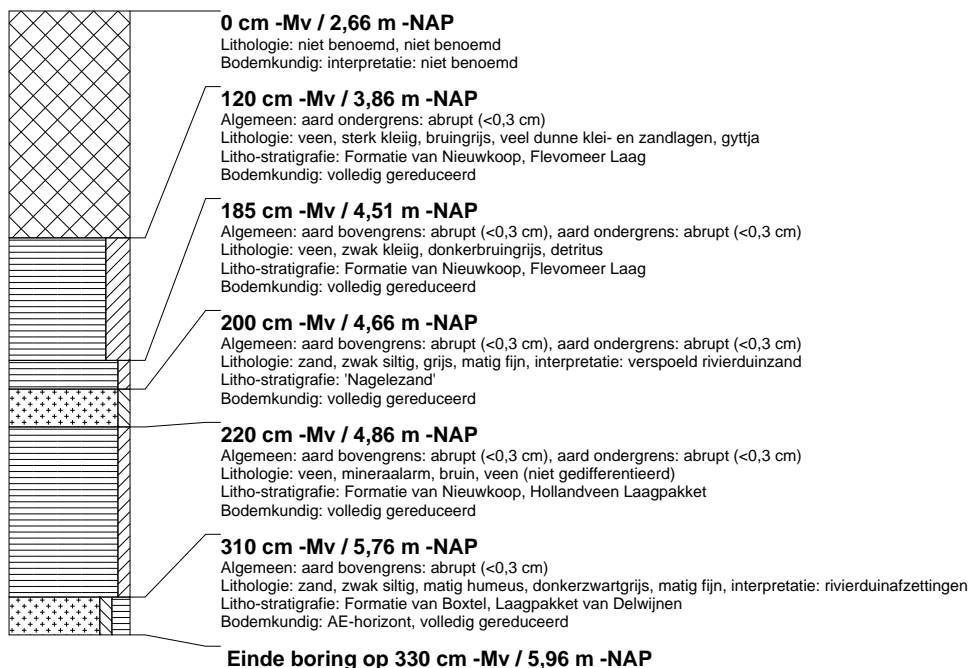 0 cm -Mv / 2,66 m -NAP
Lithologie: niet benoemd, niet benoemd
Bodemkundig: interpretatie: niet benoemd
120 cm -Mv / 3,86 m -NAP
Algemeen: aard ondergrens: abrupt (<0,3 cm)
Lithologie: veen, sterk kleiig, bruingrijs, veel dunne klei- en zandlagen, gyttja
Litho-stratigrafie: Formatie van Nieuwkoop, Flevomeer Laag
Bodemkundig: volledig gereduceerd
185 cm -Mv / 4,51 m -NAP
Algemeen: aard bovengrens: abrupt (<0,3 cm), aard ondergrens: abrupt (<0,3 cm)
Lithologie: veen, zwak kleiig, donkerbruingrijs, detritus
Litho-stratigrafie: Formatie van Nieuwkoop, Flevomeer Laag
Bodemkundig: volledig gereduceerd
200 cm -Mv / 4,66 m -NAP
Algemeen: aard bovengrens: abrupt (<0,3 cm), aard ondergrens: abrupt (<0,3 cm)
Lithologie: zand, zwak siltig, grijs, matig fijn, interpretatie: verspoeld rivierduinzand
Litho-stratigrafie: 'Nagelezand'
Bodemkundig: volledig gereduceerd
220 cm -Mv / 4,86 m -NAP
Algemeen: aard bovengrens: abrupt (<0,3 cm), aard ondergrens: abrupt (<0,3 cm)
Lithologie: veen, mineraalarm, bruin, veen (niet gedifferentieerd)
Litho-stratigrafie: Formatie van Nieuwkoop, Hollandveen Laagpakket
Bodemkundig: volledig gereduceerd
310 cm -Mv / 5,76 m -NAP
Algemeen: aard bovengrens: abrupt (<0,3 cm)
Lithologie: zand, zwak siltig, matig humeus, donkerzwartgrijs, matig fijn, interpretatie: rivierduinafzettingen
Litho-stratigrafie: Formatie van Boxtel, Laagpakket van Delwijnen
Bodemkundig: AE-horizont, volledig gereduceerd
Einde boring op 330 cm -Mv / 5,96 m -NAP